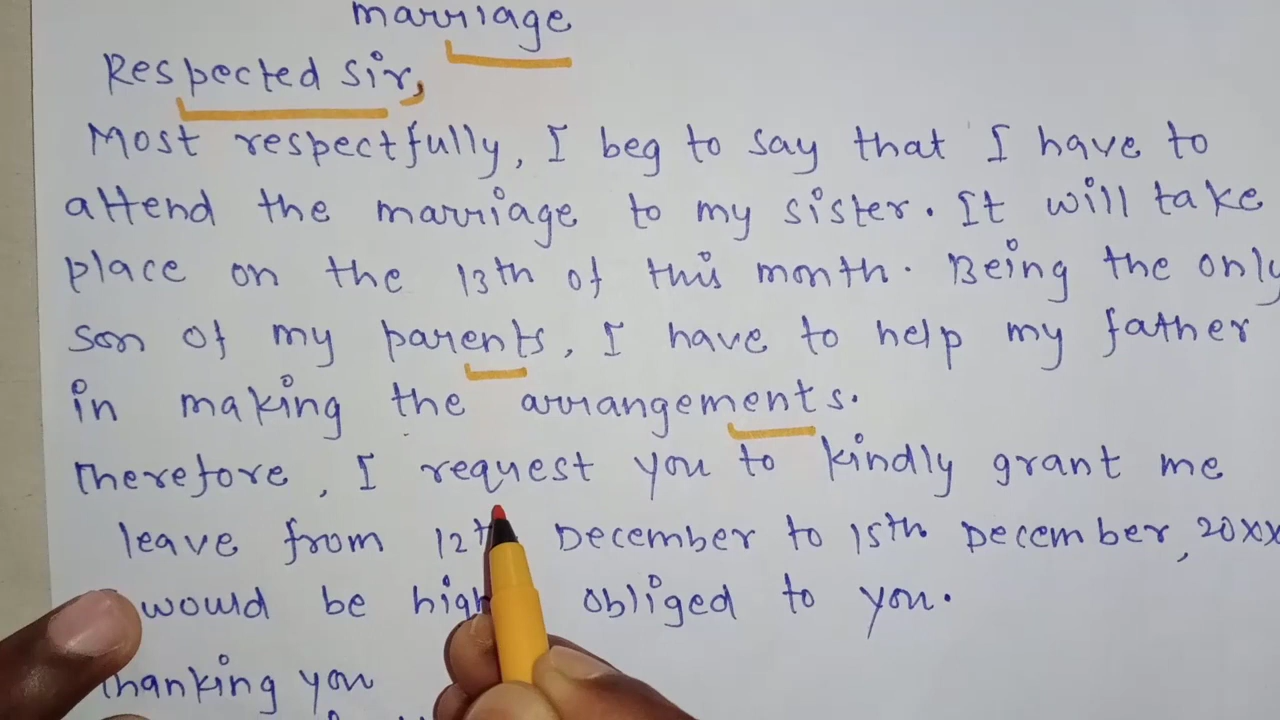 marriage
Respected sir,
Most respectfully, I beg to say that I have to
attend the marriage to my sister. It will take
place on the 13th of this month. Being the only
son of my parents, I have to help my father
in making the arrangements.
Therefore, I request you to kindly grant me
leave from 12th December to 15th December, 20XX
would be obliged to you.
Thanking you